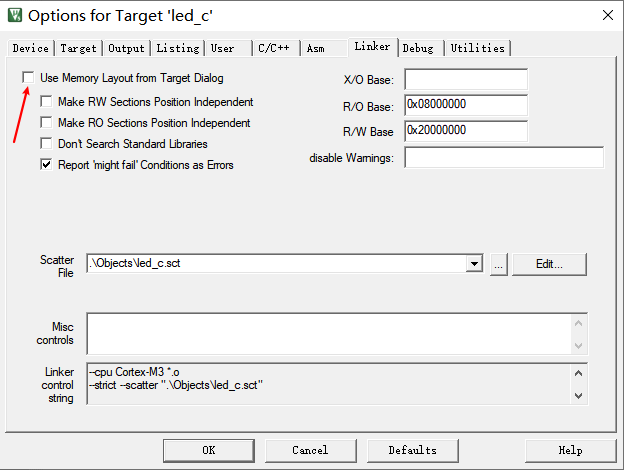 Options for Target 'led_c'
Device Target Output Listing User C/C++ Asm Linker Debug Utilities
Use Memory Layout from Target Dialog
Make RW Sections Position Independent
Make RO Sections Position Independent
Don't Search Standard Libraries
Report 'might fail' Conditions as Errors
X/O Base:
R/O Base: 0x08000000
R/W Base 0x20000000
disable Warnings:
Scatter
File
.\Objects\led_c.sct
...
Edit...
Misc
controls
Linker
control
string
--cpu Cortex-M3 *.o
--strict --scatter ".\Objects\led_c.sct"
OK Cancel Defaults Help